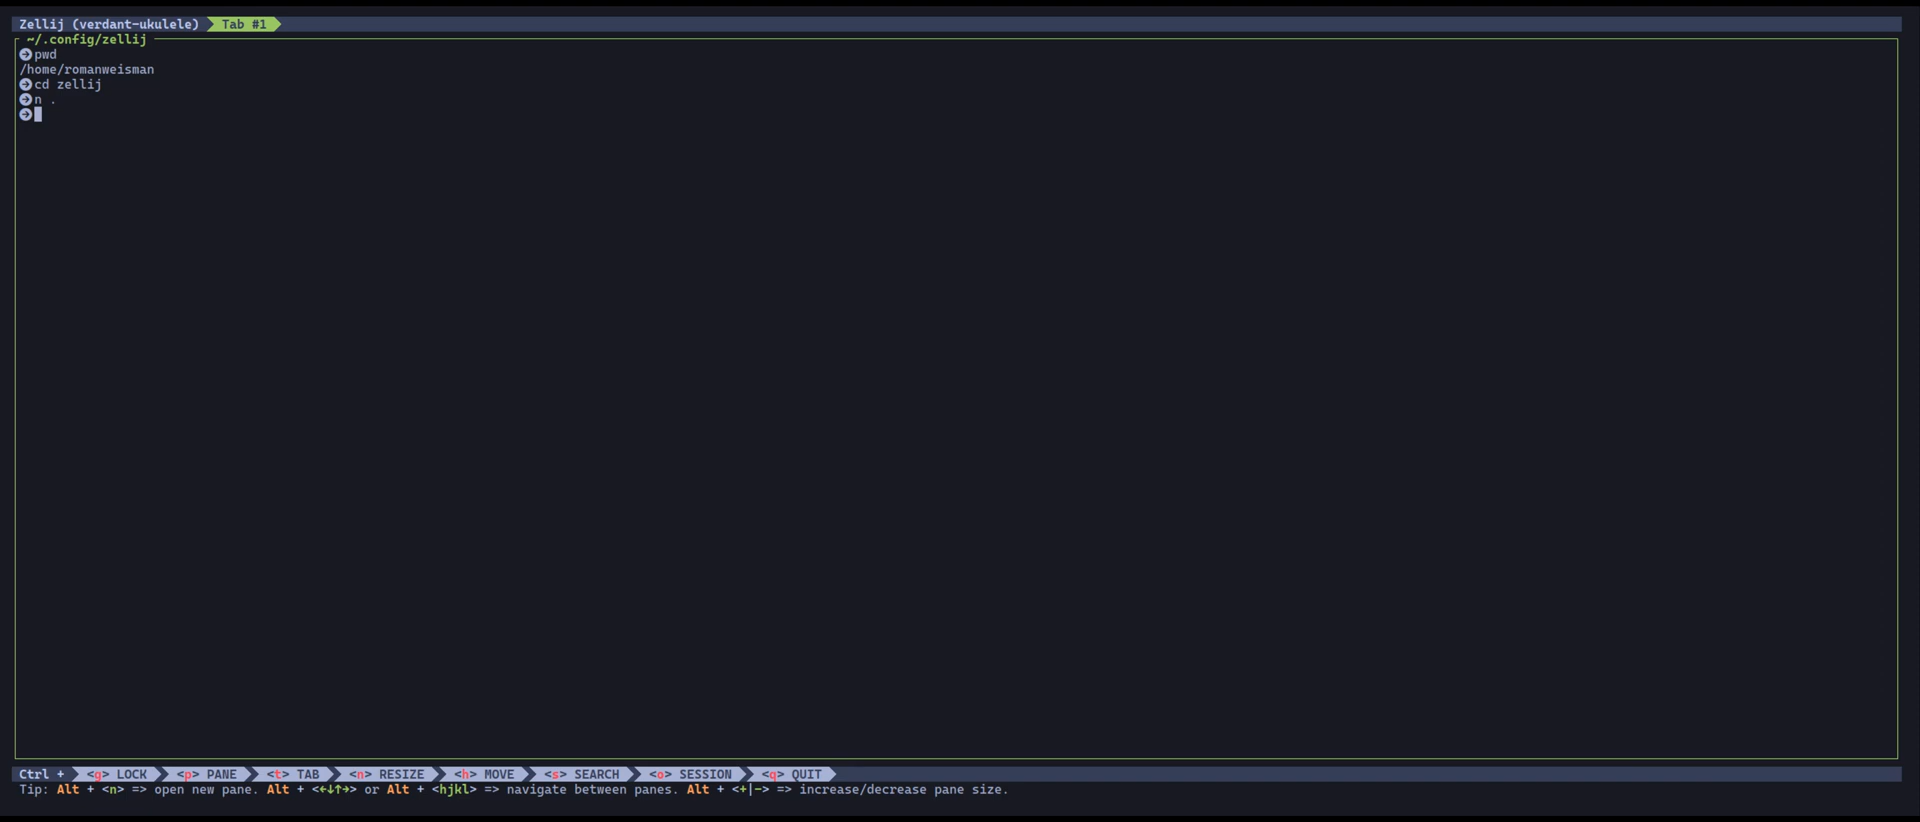 Zellij (verdant-ukulele) Tab #1
~/.config/zellij
pwd
/home/romanweisman
cd zellij
n .
Ctrl + <g> LOCK <p> PANE <t> TAB <n> RESIZE <h> MOVE <s> SEARCH <o> SESSION <q> QUIT
Tip: Alt + <n> => open new pane. Alt + <←↓↑→> or Alt + <hjkl> => navigate between panes. Alt + <+|-> => increase/decrease pane size.